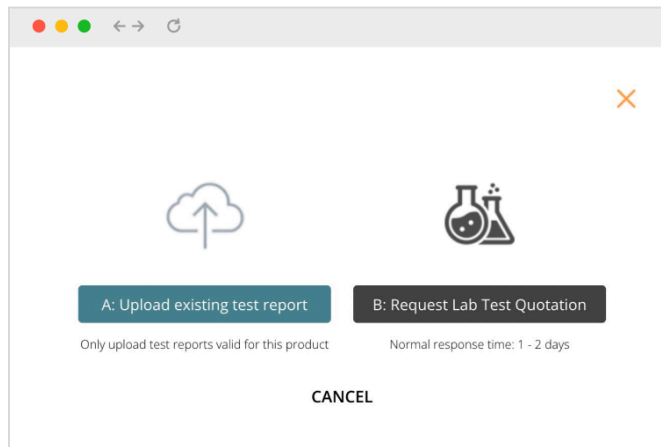 A: Upload existing test report
B: Request Lab Test Quotation
Only upload test reports valid for this product
Normal response time: 1 - 2 days
CANCEL